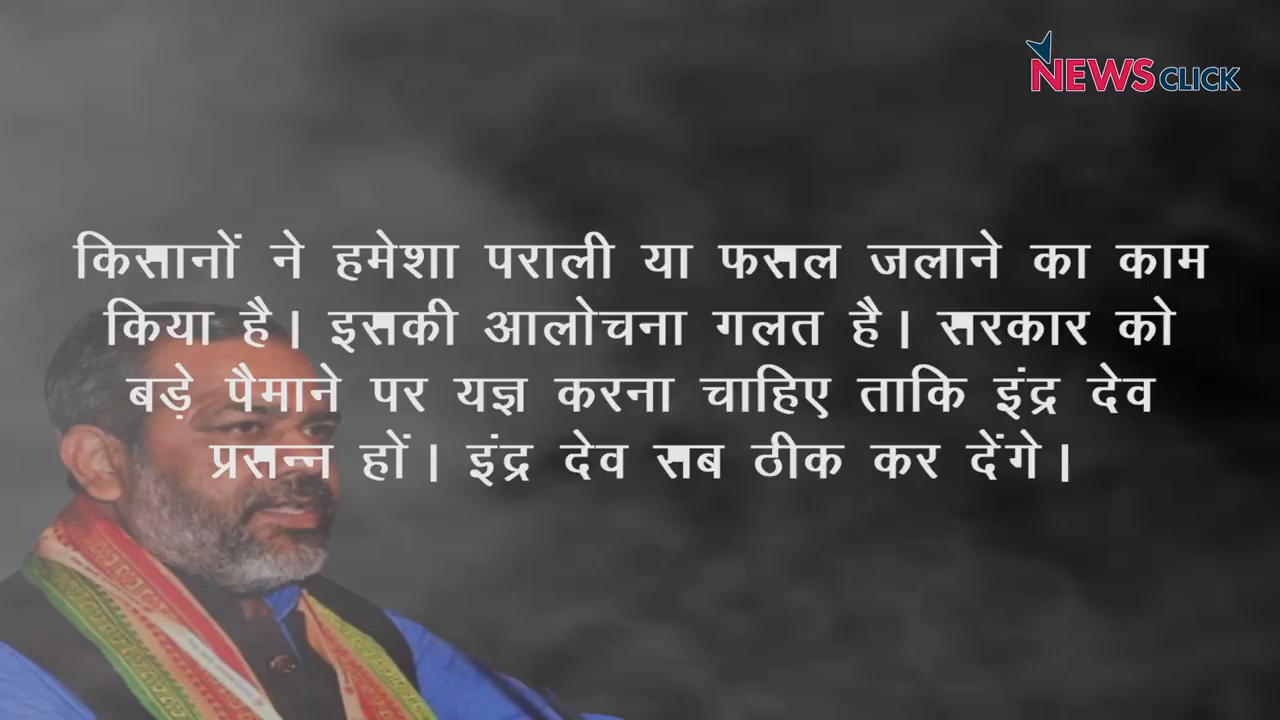 NEWSCLICK
किसानों ने हमेशा पराली या फसल जलाने का काम
किया है। इसकी आलोचना गलत है। सरकार को
बड़े पैमाने पर यज्ञ करना चाहिए ताकि इंद्र देव
प्रसन्न हों। इंद्र देव सब ठीक कर देंगे।